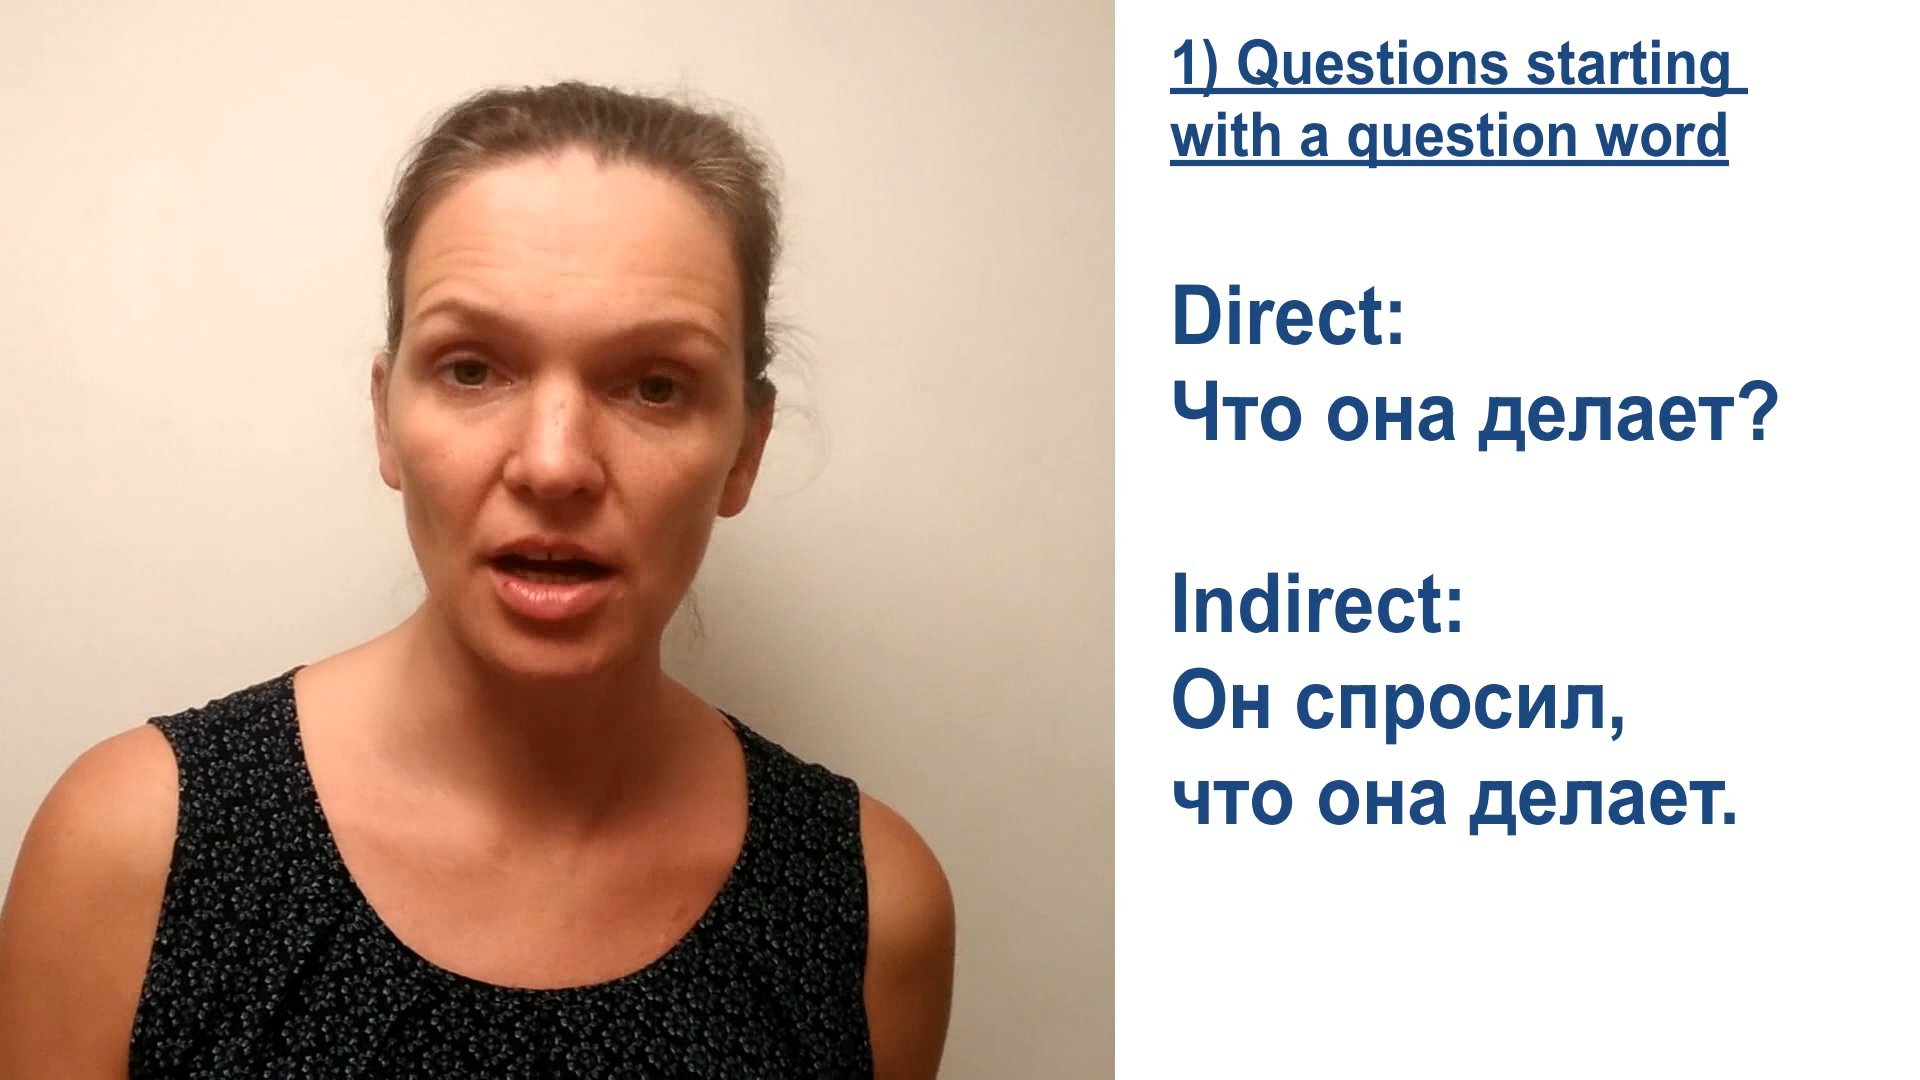 1) Questions starting
with a question word
Direct:
Что она делает?
Indirect:
Он спросил,
что она делает.